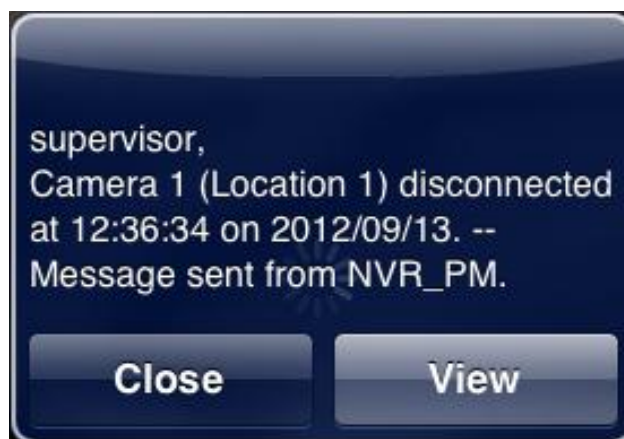 supervisor,
Camera 1 (Location 1) disconnected
at 12:36:34 on 2012/09/13. --
Message sent from NVR_PM.
Close
View